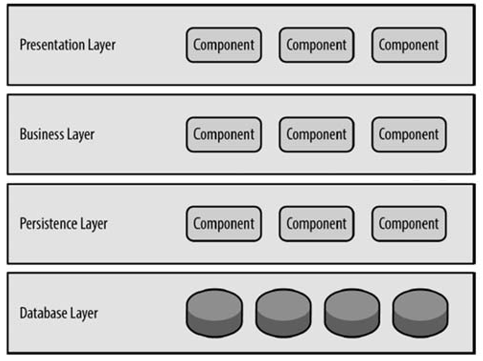 Presentation Layer Component Component Component
Business Layer Component Component Component
Persistence Layer Component Component Component
Database Layer